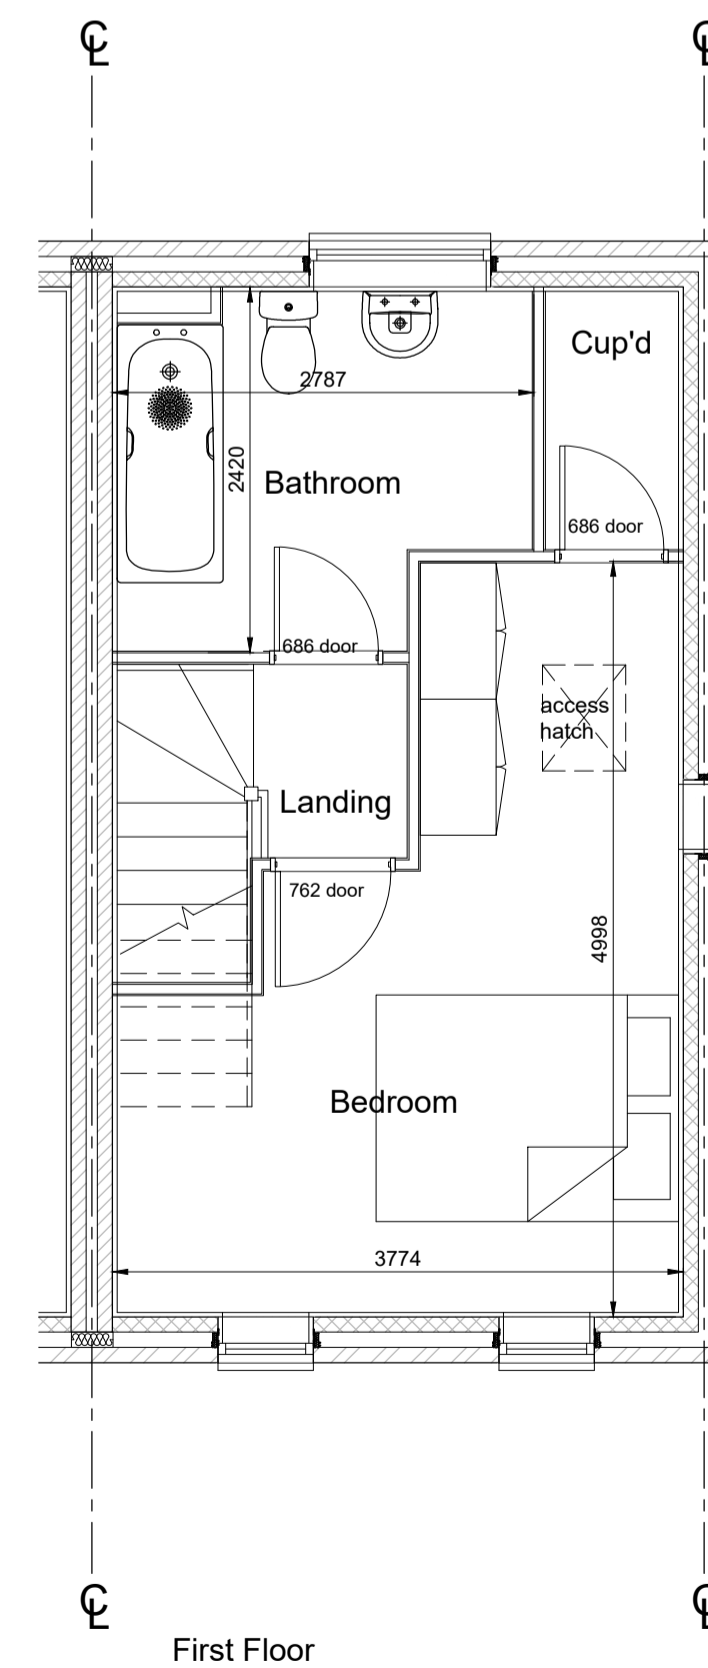 ℄ ℄
Cup'd
2787
2420
Bathroom
686 door
686 door
access
hatch
Landing
762 door
4998
Bedroom
3774
℄ ℄
First Floor